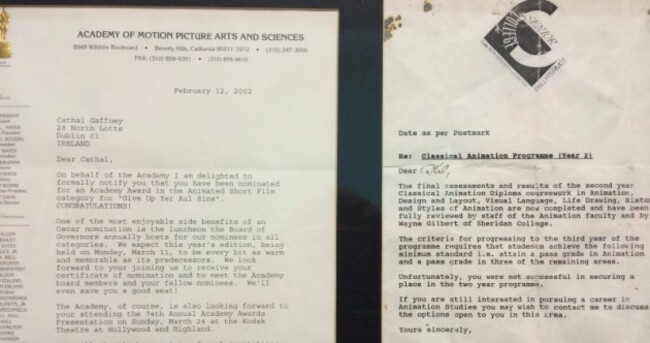 ACADEMY OF MOTION PICTURE ARTS AND SCIENCES
8949 Wilshire Boulevard • Beverly Hills, California 90211-1972 • (310) 247-3000
FAX: (310) 859-9351 • (310) 859-9619
February 12, 2002
Cathal Gaffney
28 North Lotts
Dublin 01
IRELAND
Dear Cathal,
On behalf of the Academy I am delighted to
formally notify you that you have been nominated
for an Academy Award in the Animated Short Film
category for "Give Up Yer Aul Sins".
CONGRATULATIONS!
One of the most enjoyable side benefits of an
Oscar nomination is the luncheon the Board of
Governors annually hosts for our nominees in all
categories. We expect this year's edition, being
held on Monday, March 11, to be every bit as warm
and memorable as its predecessors. We look
forward to your joining us to receive your
certificate of nomination and to meet the Academy
board members and your fellow nominees. We'll
even save you a good seat!
The Academy, of course, is also looking forward to
your attending the 74th Annual Academy Awards
Presentation on Sunday, March 24 at the Kodak
Theatre at Hollywood and Highland.
SENIOR
COLLEGE
BALLYFERMOT
Date as per Postmark
Re: Classical Animation Programme (Year 2)
Dear
The final assessments and results of the second year
Classical Animation Diploma coursework in Animation,
Design and Layout, Visual Language, Life Drawing, Histor
and Styles of Animation are now completed and have been
fully reviewed by staff of the Animation faculty and by
Wayne Gilbert of Sheridan College.
The criteria for progressing to the third year of the
programme requires that students achieve the following
minimum standard i.e. attain a pass grade in Animation
and a pass grade in three of the remaining areas.
Unfortunately, you were not successful in securing a
place in the two year programme.
If you are still interested in pursuing a career in
Animation Studies you may wish to contact me to discuss
the options open to you in this area.
Yours sincerely,